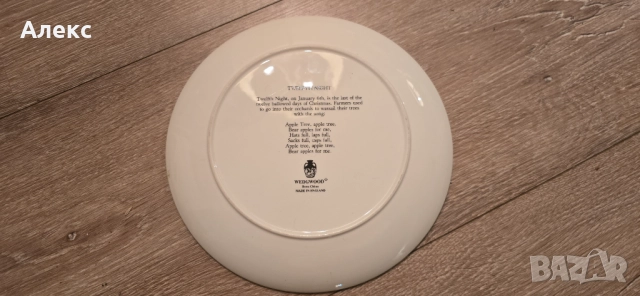 Алекс
Twelfth Night, on January 6th, is the last of the
twelve hallowed days of Christmas. Farmers used
to go into their orchards to wassail their trees
with the song:
Apple Tree, apple tree,
Bear apples for me,
Hats full, laps full,
Sacks full, caps full,
Apple tree, apple tree,
Bear apples for me.
WEDGWOOD
MADE IN ENGLAND
BAZAR.bg